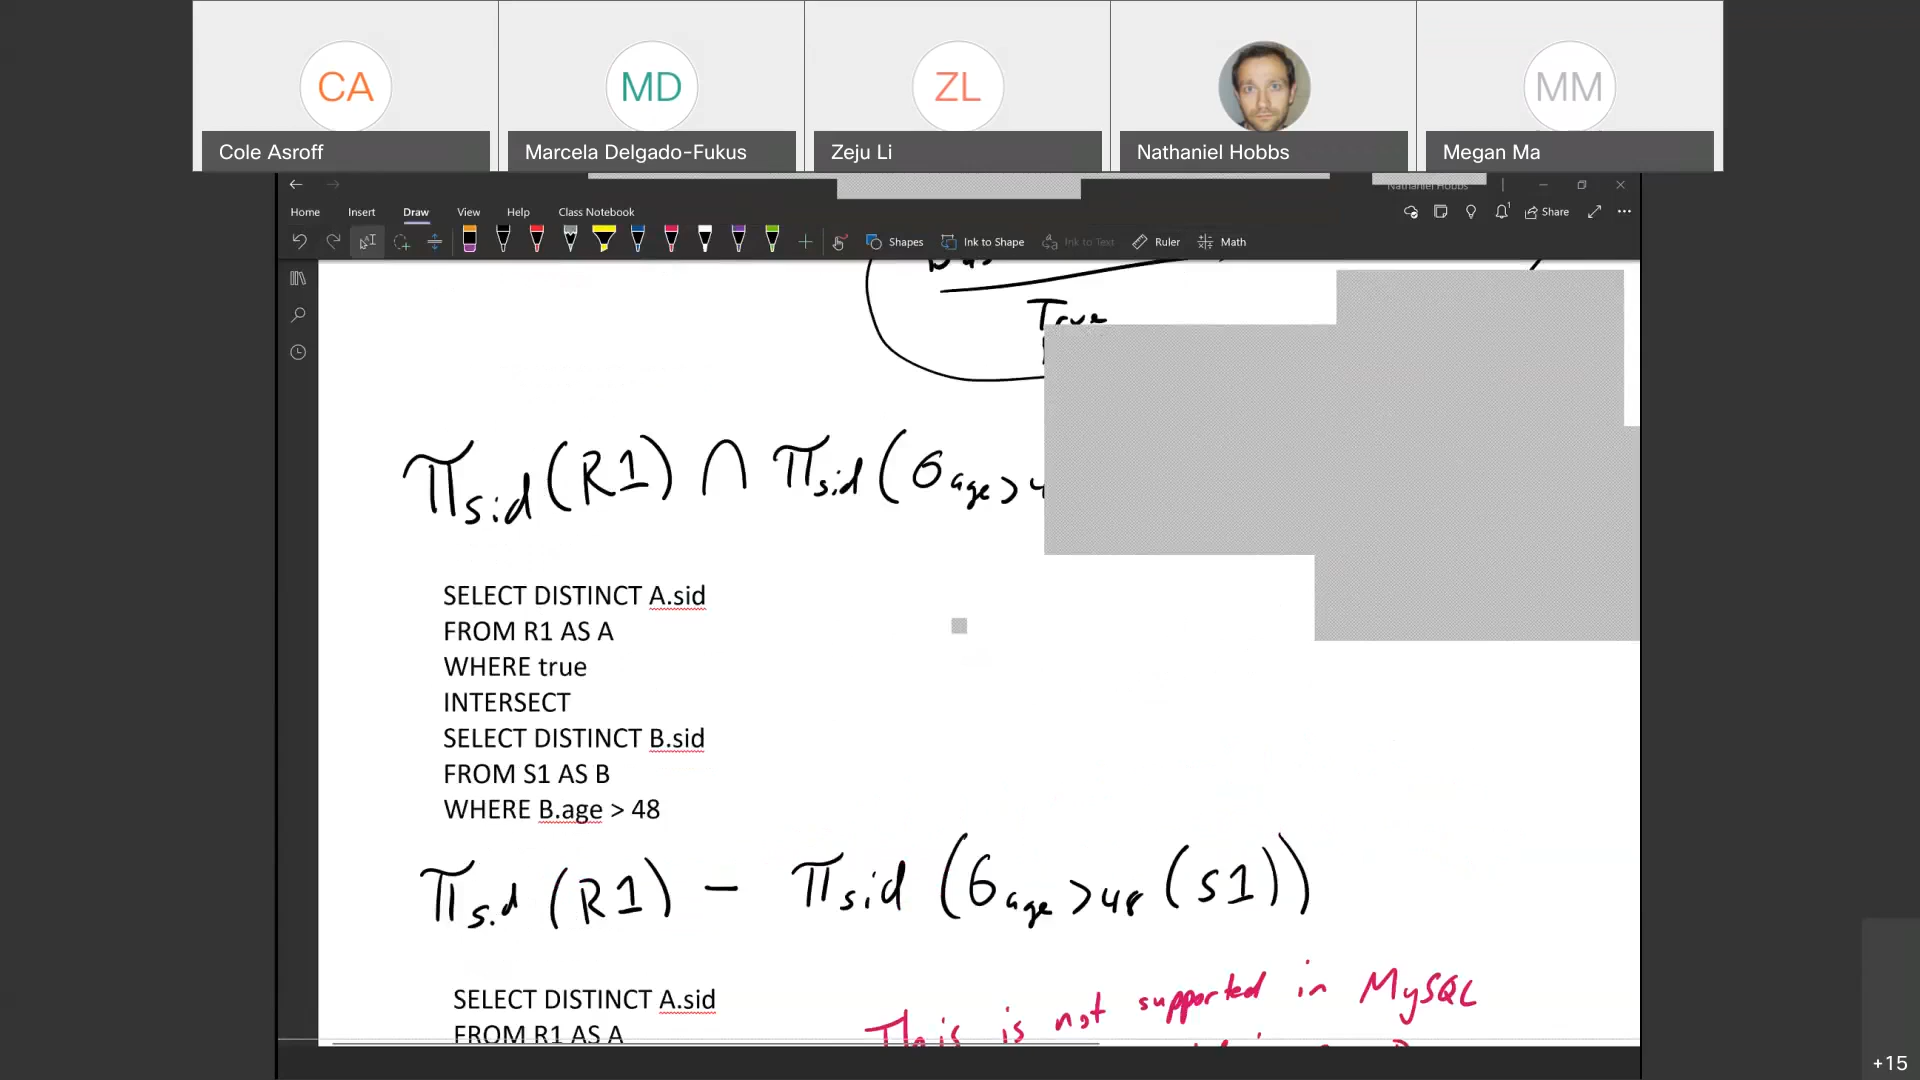 CA MD ZL MM
Cole Asroff Marcela Delgado-Fukus Zeju Li Nathaniel Hobbs Megan Ma
Nathaniel Hobbs
Home Insert Draw View Help Class Notebook Share
Shapes Ink to Shape Ink to Text Ruler Math
True
πsid(R1) ∩ πsid(σage>4
SELECT DISTINCT A.sid
FROM R1 AS A
WHERE true
INTERSECT
SELECT DISTINCT B.sid
FROM S1 AS B
WHERE B.age > 48
πsid(R1) − πsid(σage>48(S1))
SELECT DISTINCT A.sid
This is not supported in MySQL
FROM R1 AS A
+15